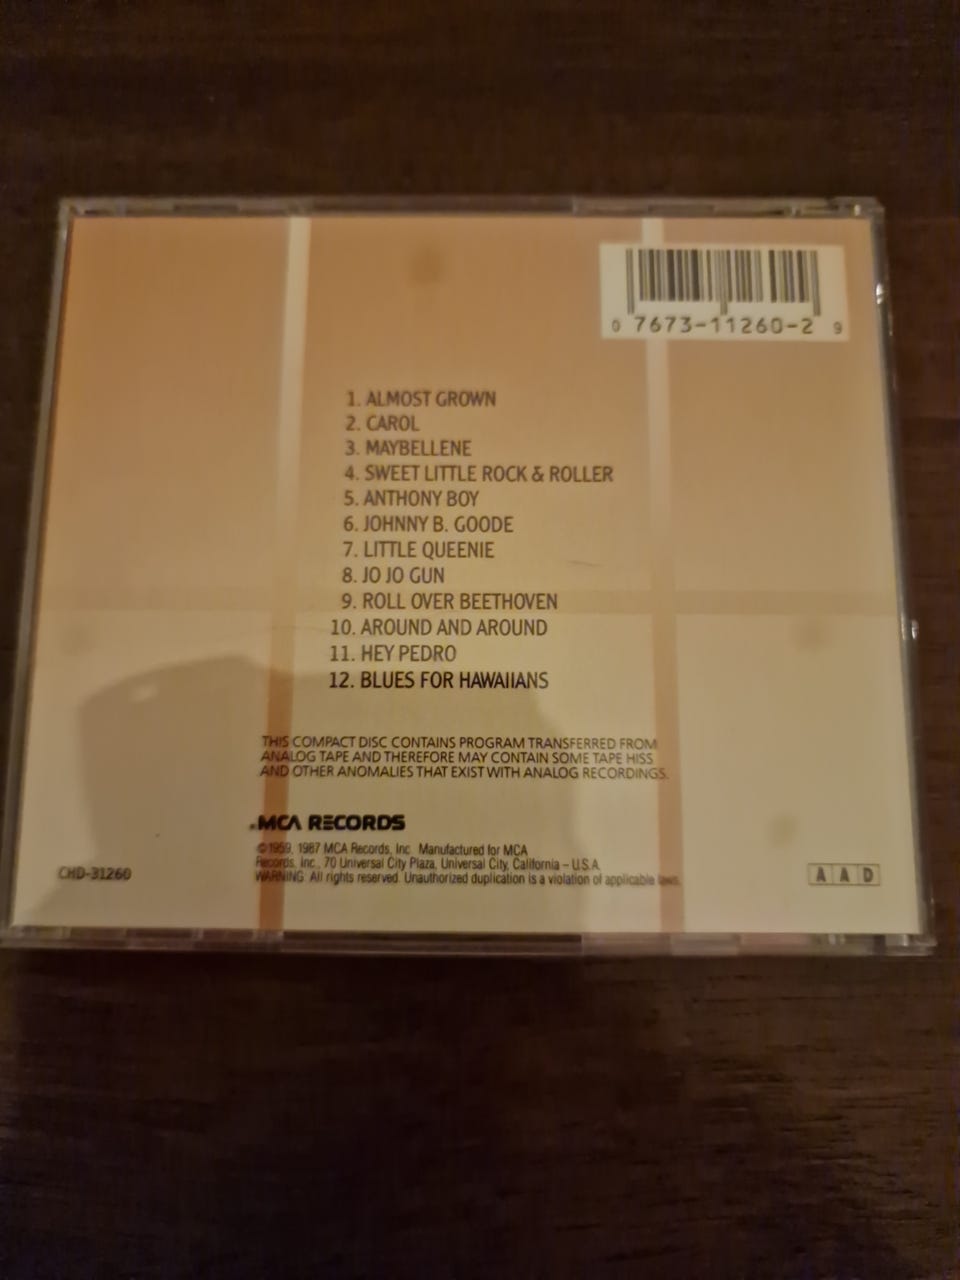 0 7673-11260-2 9
1. ALMOST GROWN
2. CAROL
3. MAYBELLENE
4. SWEET LITTLE ROCK & ROLLER
5. ANTHONY BOY
6. JOHNNY B. GOODE
7. LITTLE QUEENIE
8. JO JO GUN
9. ROLL OVER BEETHOVEN
10. AROUND AND AROUND
11. HEY PEDRO
12. BLUES FOR HAWAIIANS
THIS COMPACT DISC CONTAINS PROGRAM TRANSFERRED FROM
ANALOG TAPE AND THEREFORE MAY CONTAIN SOME TAPE HISS
AND OTHER ANOMALIES THAT EXIST WITH ANALOG RECORDINGS.
MCA RECORDS
©1959, 1987 MCA Records, Inc. Manufactured for MCA
Records, Inc., 70 Universal City Plaza, Universal City, California – U.S.A.
WARNING: All rights reserved. Unauthorized duplication is a violation of applicable laws.
CHD-31260
A A D